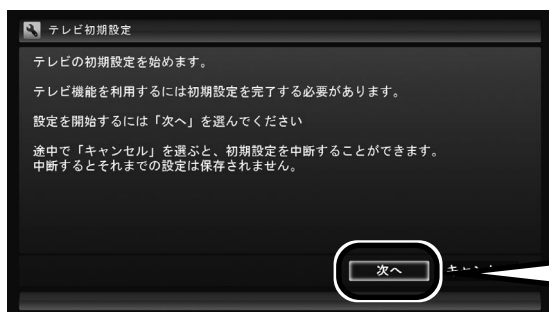 テレビ初期設定
テレビの初期設定を始めます。
テレビ機能を利用するには初期設定を完了する必要があります。
設定を開始するには「次へ」を選んでください
途中で「キャンセル」を選ぶと、初期設定を中断することができます。
中断するとそれまでの設定は保存されません。
次へ